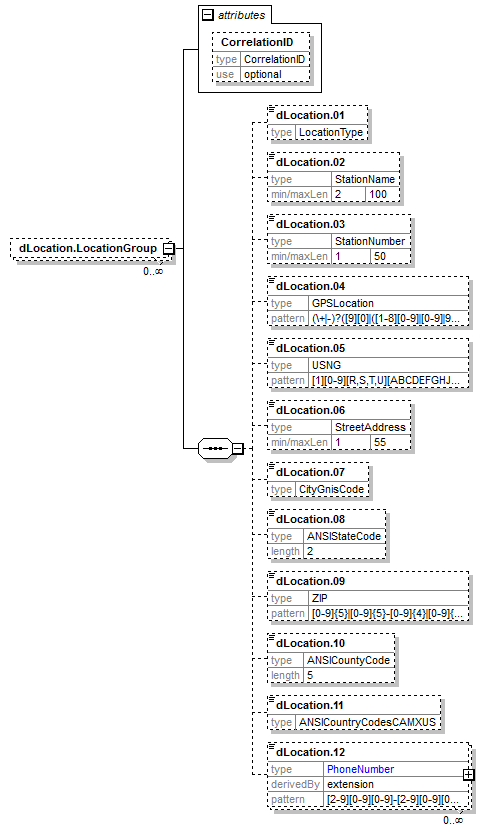 attributes
CorrelationID
type CorrelationID
use optional
dLocation.01
type LocationType
dLocation.02
type StationName
min/maxLen 2 100
dLocation.03
type StationNumber
min/maxLen 1 50
dLocation.LocationGroup
0..∞
dLocation.04
type GPSLocation
pattern (\+|-)?([9][0]|([1-8][0-9]|[0-9]|9...
dLocation.05
type USNG
pattern [1][0-9][R,S,T,U][ABCDEFGHJ...
dLocation.06
type StreetAddress
min/maxLen 1 55
dLocation.07
type CityGnisCode
dLocation.08
type ANSIStateCode
length 2
dLocation.09
type ZIP
pattern [0-9]{5}|[0-9]{5}-[0-9]{4}|[0-9]{...
dLocation.10
type ANSICountyCode
length 5
dLocation.11
type ANSICountryCodesCAMXUS
dLocation.12
type PhoneNumber
derivedBy extension
pattern [2-9][0-9][0-9]-[2-9][0-9][0...
0..∞